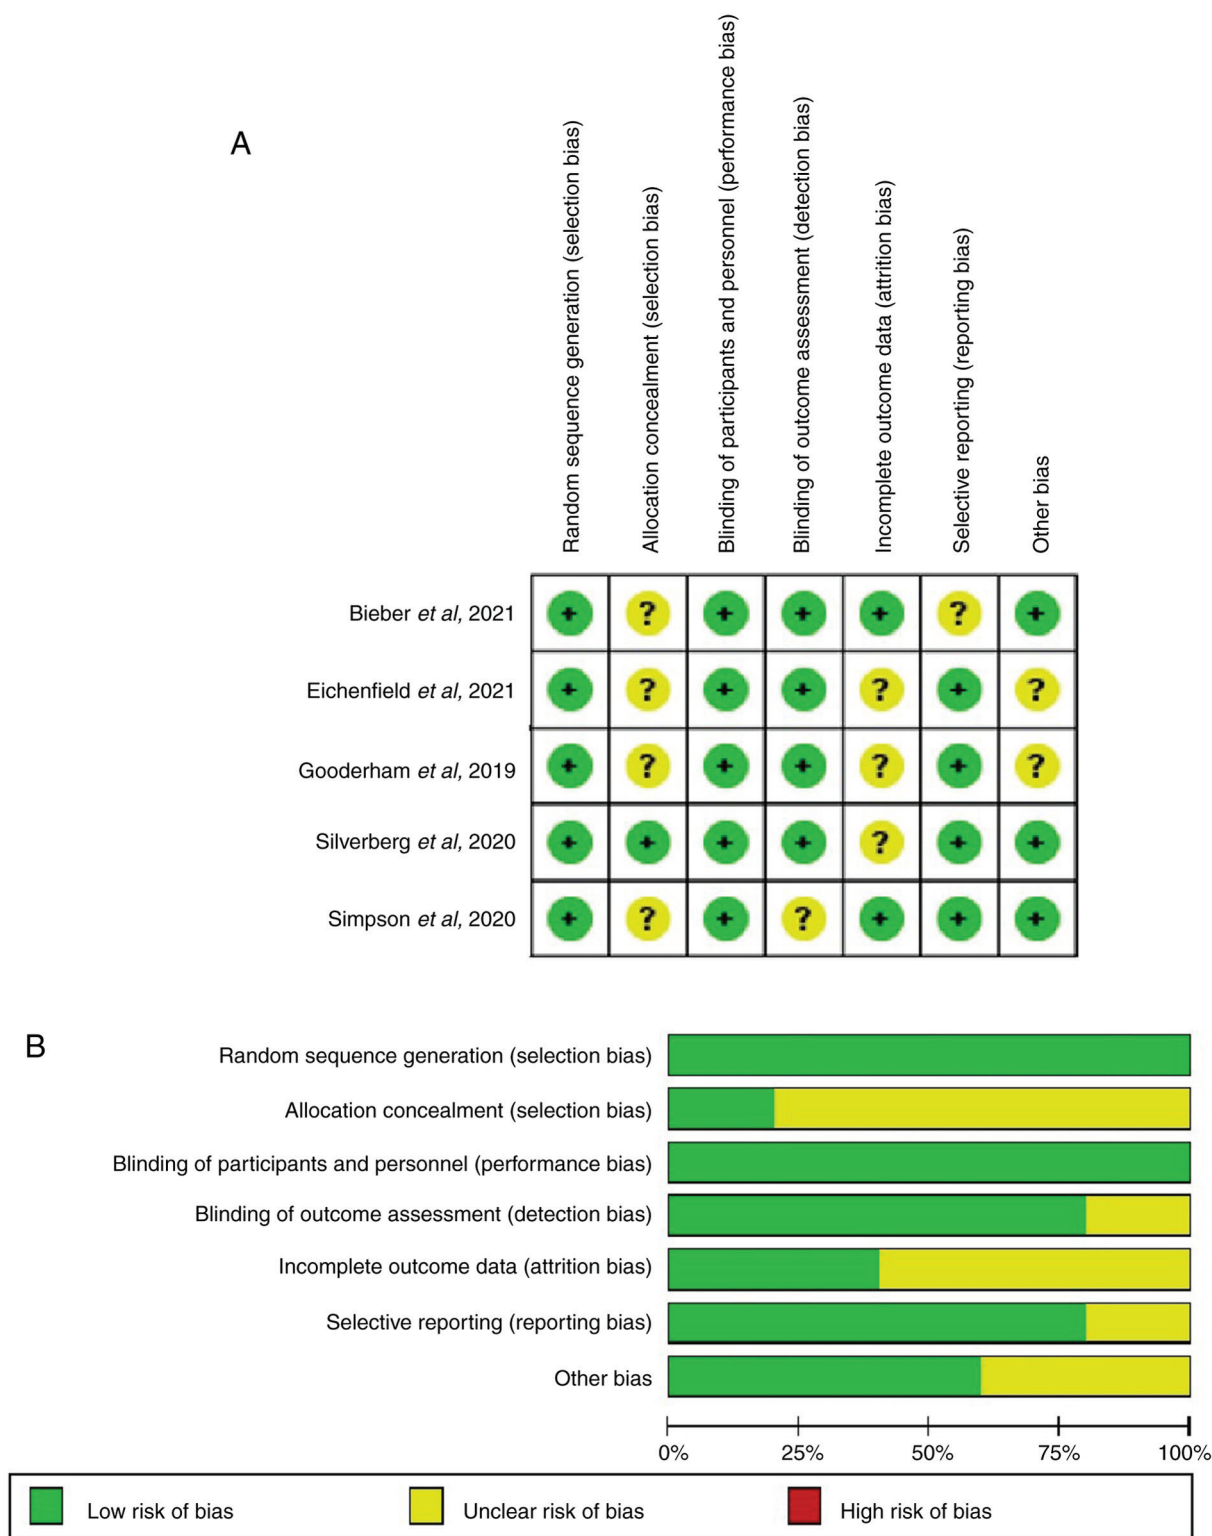 A
Random sequence generation (selection bias)
Allocation concealment (selection bias)
Blinding of participants and personnel (performance bias)
Blinding of outcome assessment (detection bias)
Incomplete outcome data (attrition bias)
Selective reporting (reporting bias)
Other bias
Bieber et al, 2021 + ? + + + ? +
Eichenfield et al, 2021 + ? + + ? + ?
Gooderham et al, 2019 + ? + + ? + ?
Silverberg et al, 2020 + + + + ? + +
Simpson et al, 2020 + ? + ? + + +
B
Random sequence generation (selection bias)
Allocation concealment (selection bias)
Blinding of participants and personnel (performance bias)
Blinding of outcome assessment (detection bias)
Incomplete outcome data (attrition bias)
Selective reporting (reporting bias)
Other bias
0% 25% 50% 75% 100%
Low risk of bias Unclear risk of bias High risk of bias